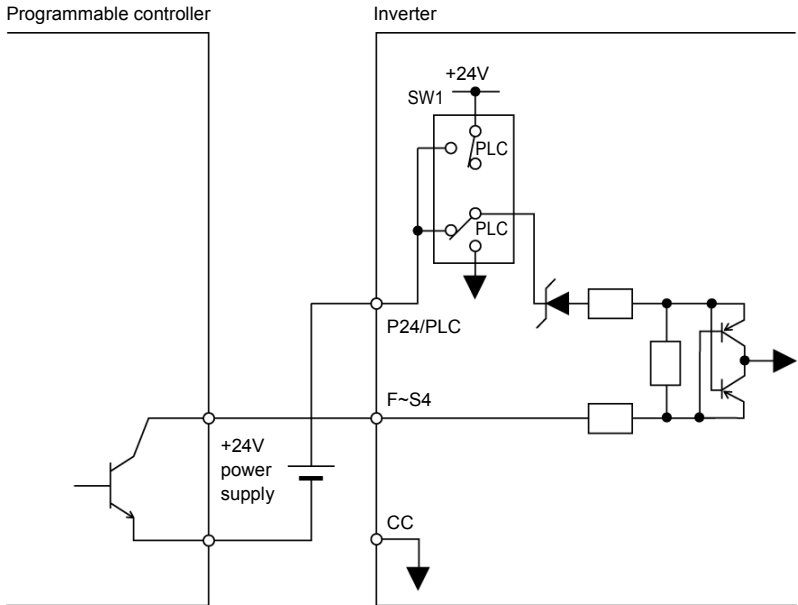 Programmable controller
Inverter
+24V
SW1
PLC
PLC
P24/PLC
F~S4
+24V
power
supply
CC